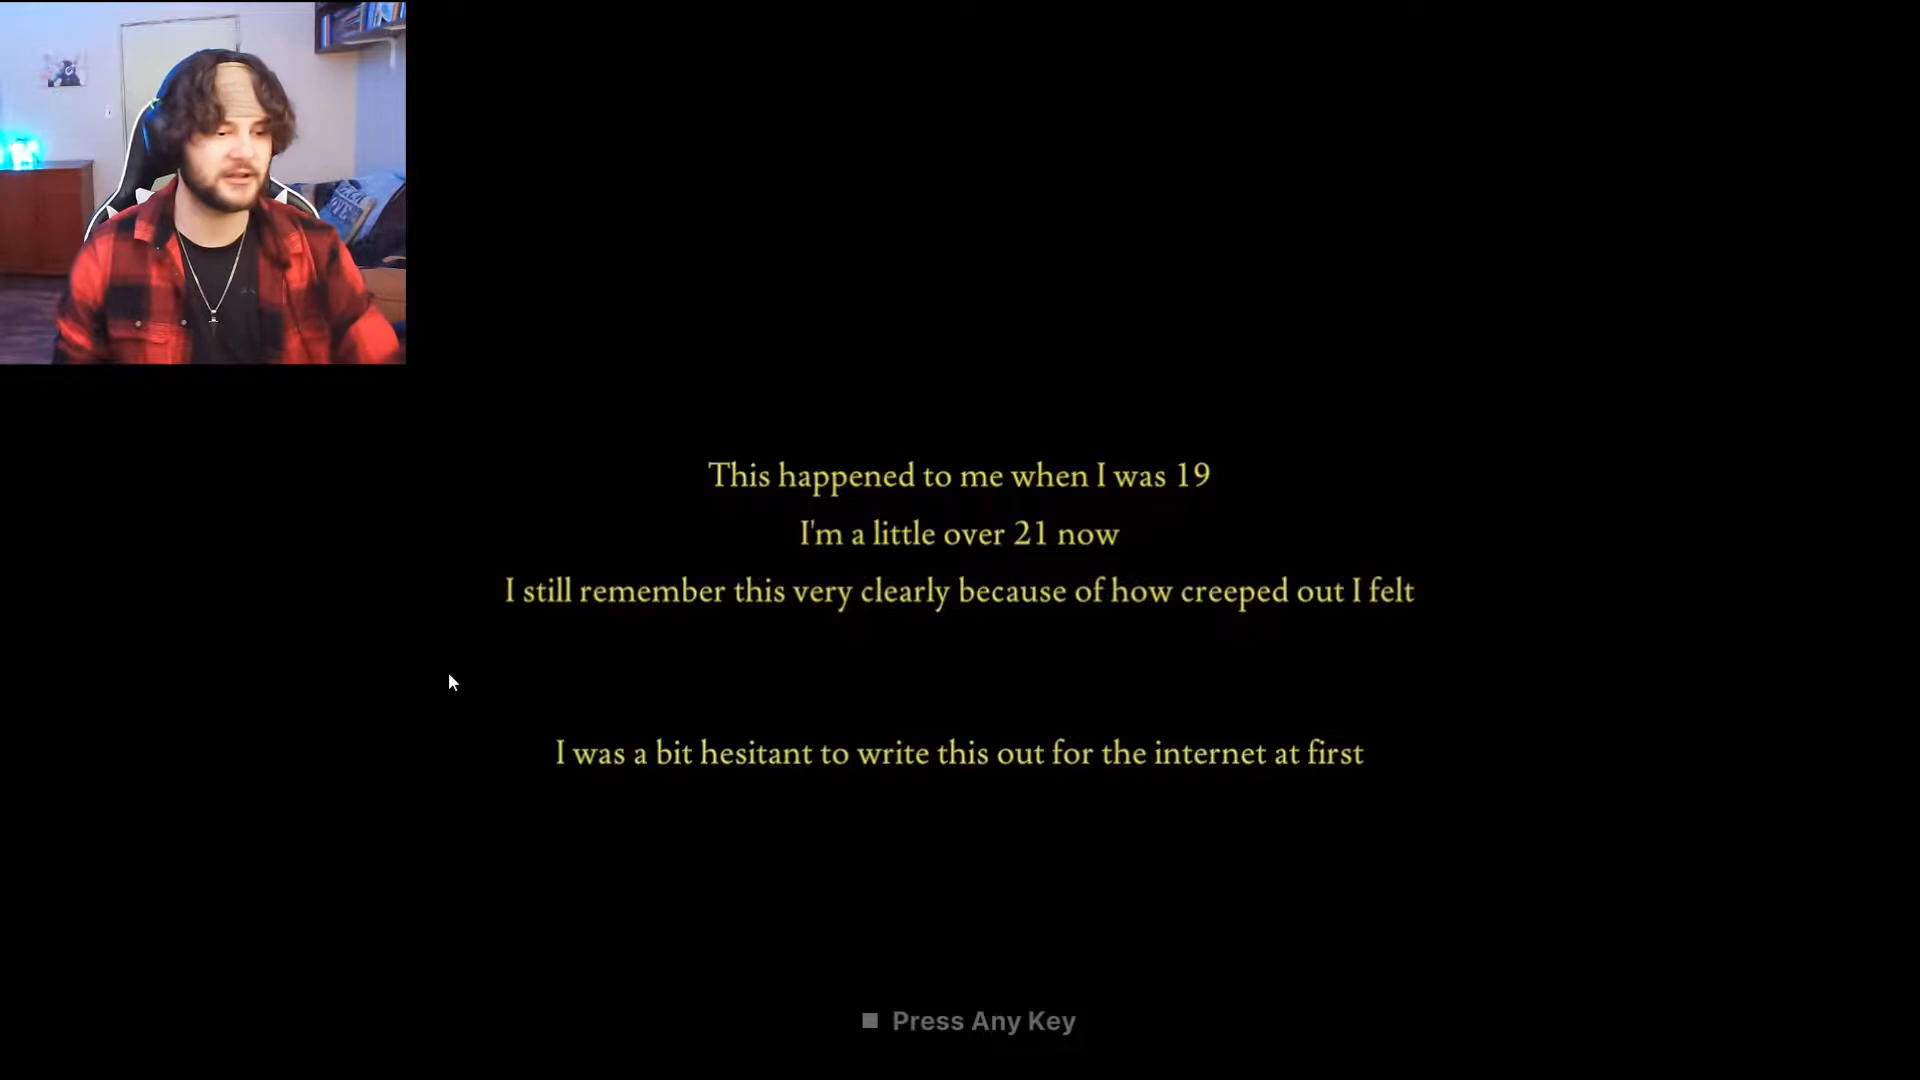 This happened to me when I was 19
I'm a little over 21 now
I still remember this very clearly because of how creeped out I felt
I was a bit hesitant to write this out for the internet at first
Press Any Key